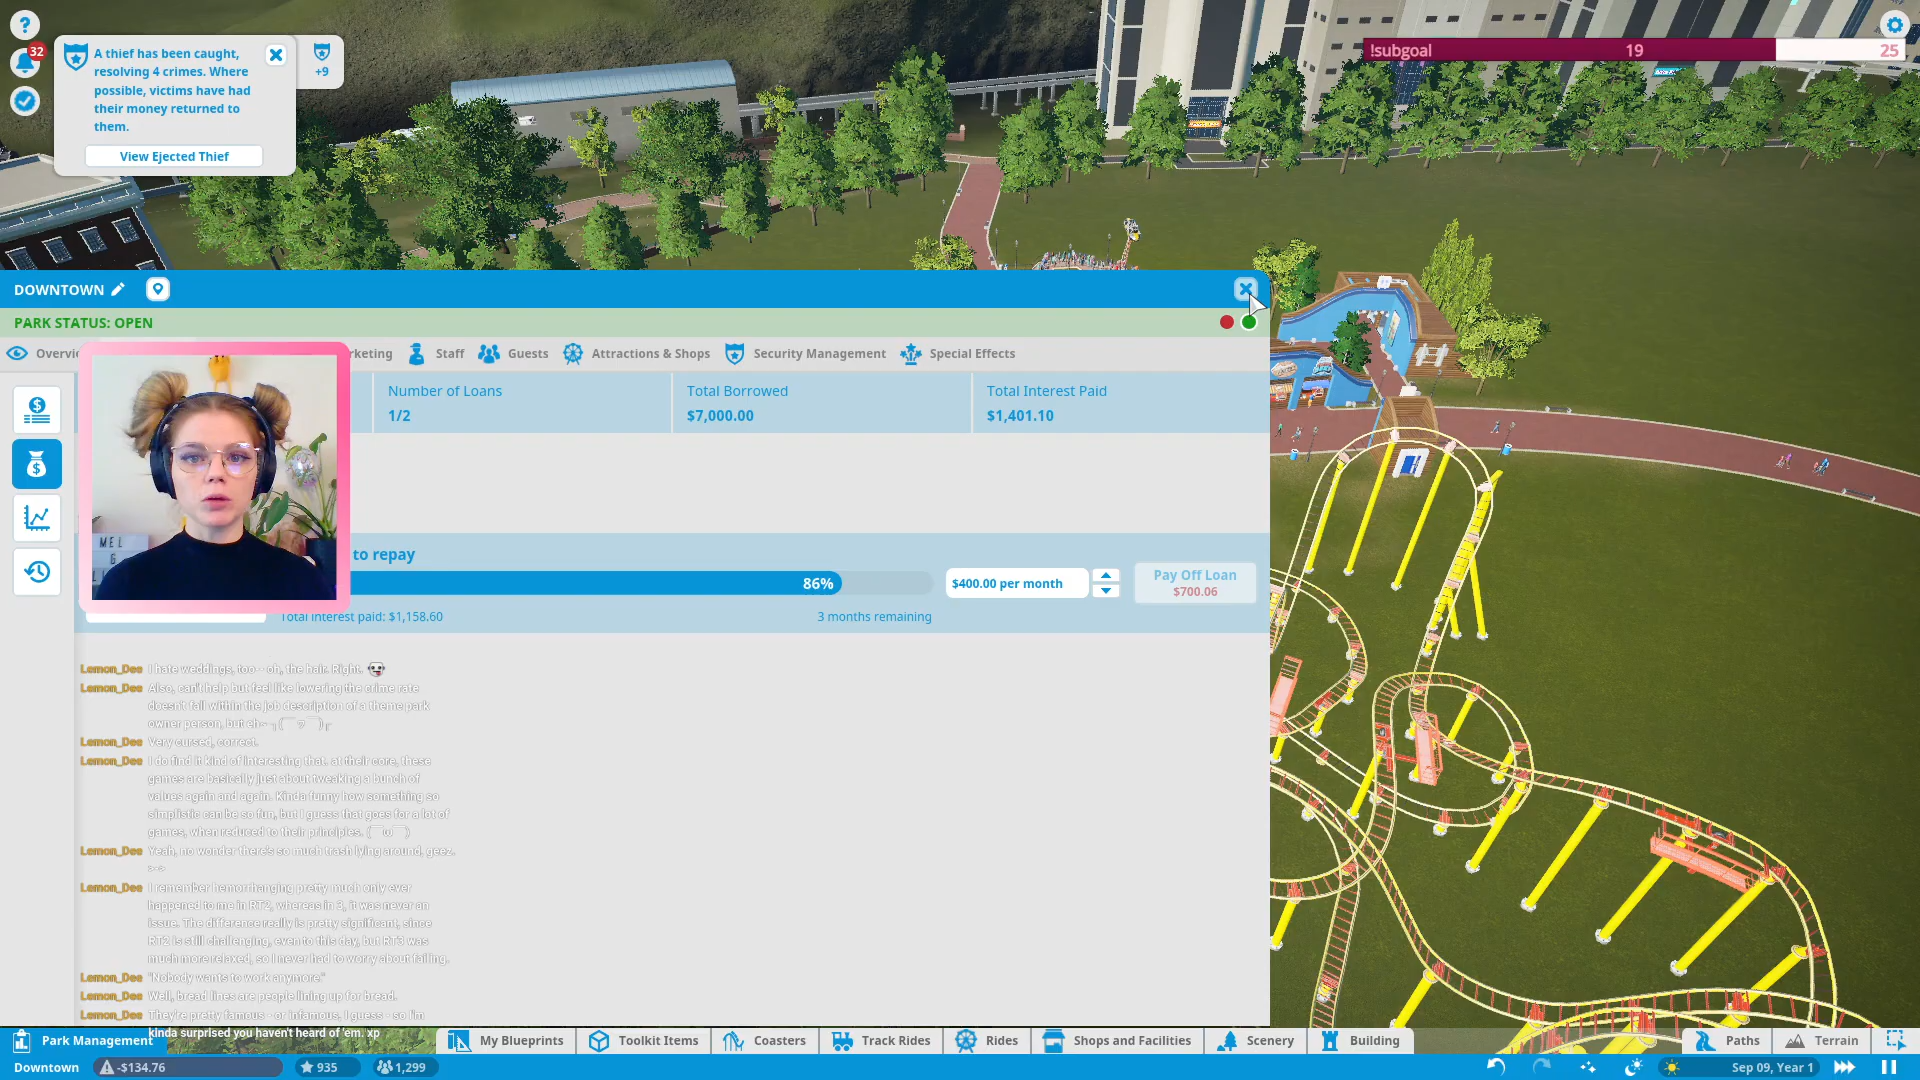 ?
32
A thief has been caught,
resolving 4 crimes. Where
possible, victims have had
their money returned to
them.
View Ejected Thief
+9
!subgoal 19 25
DOWNTOWN
PARK STATUS: OPEN
Overvi
rketing Staff Guests Attractions & Shops Security Management Special Effects
Number of Loans
1/2
Total Borrowed
$7,000.00
Total Interest Paid
$1,401.10
MEL
&
to repay
86%
$400.00 per month
Pay Off Loan
$700.06
Total interest paid: $1,158.60
3 months remaining
Lemon_Dee I hate weddings, too -- oh, the hair. Right.
Lemon_Dee Also, can't help but feel like lowering the crime rate
doesn't fall within the job description of a theme park
owner person, but eh~
Lemon_Dee Very cursed, correct.
Lemon_Dee I do find it kind of interesting that, at their core, these
games are basically just about tweaking a bunch of
values again and again. Kinda funny how something so
simplistic can be so fun, but I guess that goes for a lot of
games, when reduced to their principles.
Lemon_Dee Yeah, no wonder there's so much trash lying around, geez.
>->
Lemon_Dee I remember hemorrhanging pretty much only ever
happened to me in RT2, whereas in 3, it was never an
issue. The difference really is pretty significant, since
RT2 is still challenging, even to this day, but RT3 was
much more relaxed, so I never had to worry about failing.
Lemon_Dee "Nobody wants to work anymore."
Lemon_Dee Well, bread lines are people lining up for bread.
Lemon_Dee They're pretty famous - or infamous, I guess - so I'm
kinda surprised you haven't heard of 'em. xp
Park Management My Blueprints Toolkit Items Coasters Track Rides Rides Shops and Facilities Scenery Building Paths Terrain
Downtown -$134.76 935 1,299 Sep 09, Year 1